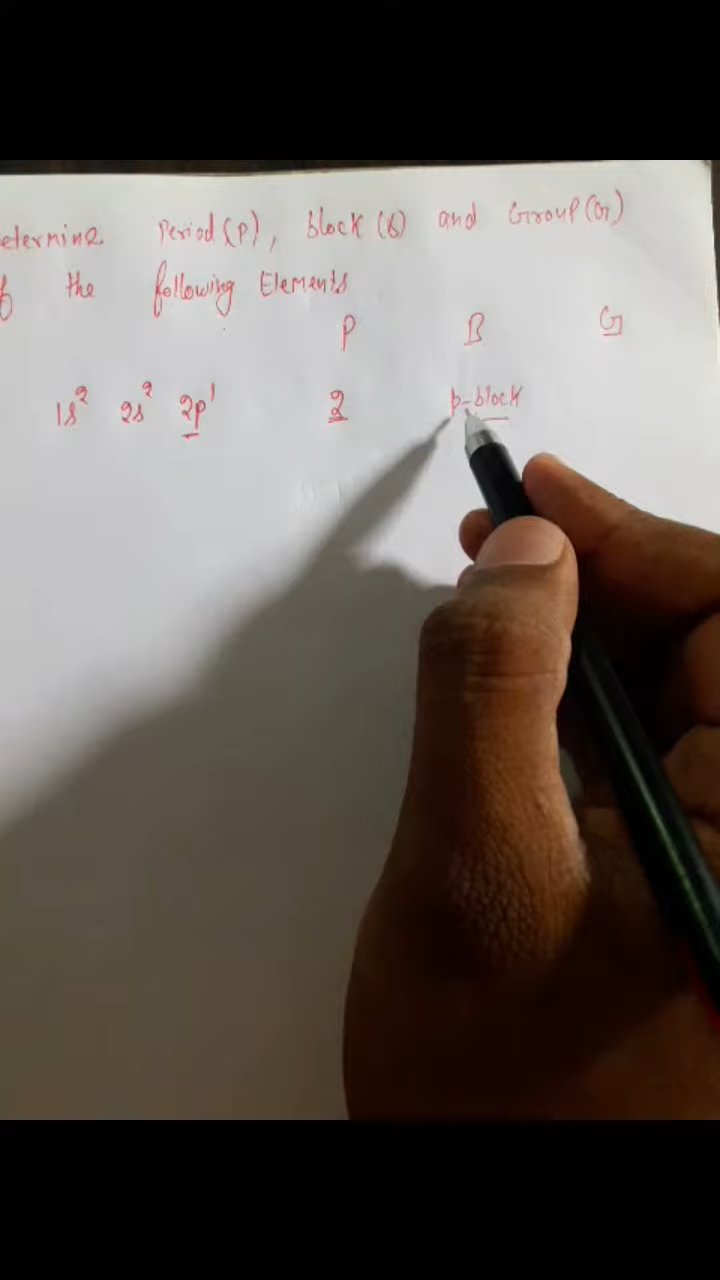 etermine Period(P), block(b) and Group(G)
f the following Elements
P B G
1s² 2s² 2p¹ 2 p-block